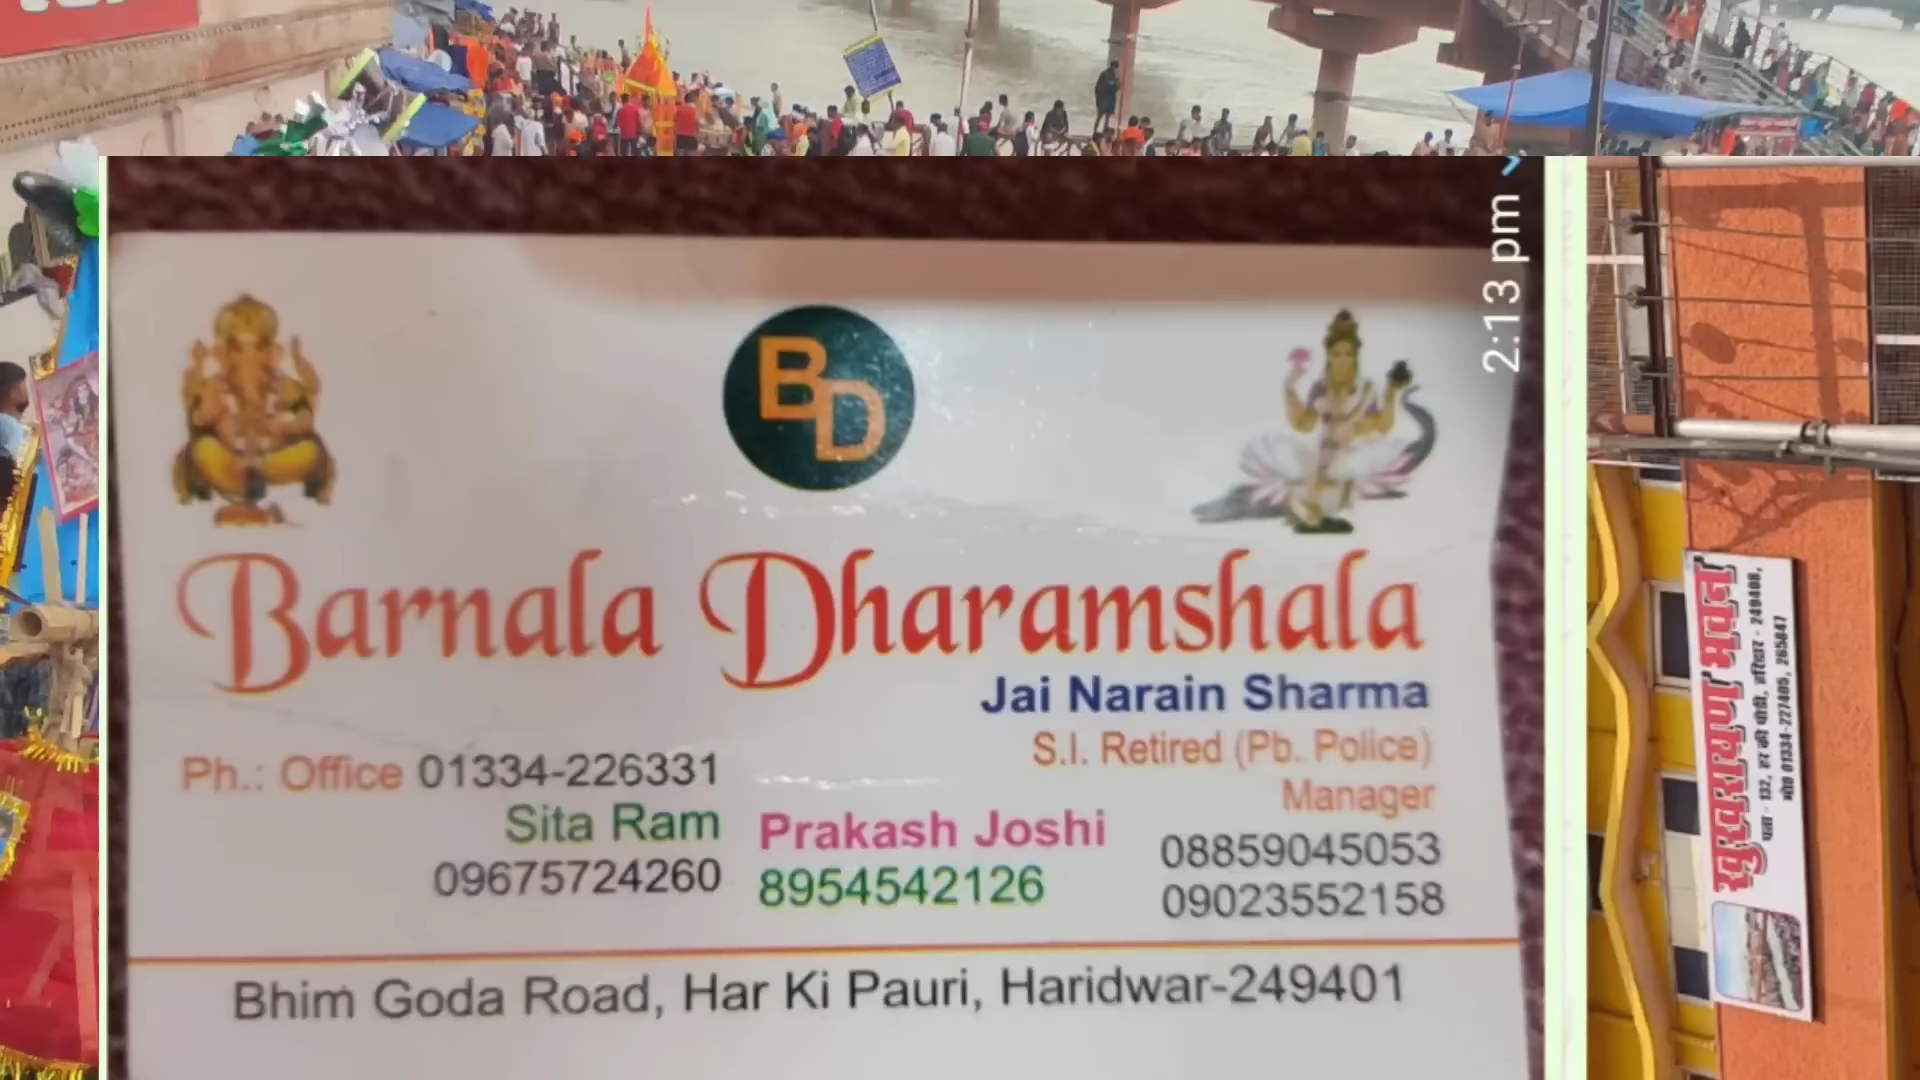 2:13 pm
BD
Barnala Dharamshala
Jai Narain Sharma
S.I. Retired (Pb. Police)
Manager
Ph.: Office 01334-226331
Sita Ram
09675724260
Prakash Joshi
8954542126
08859045053
09023552158
Bhim Goda Road, Har Ki Pauri, Haridwar-249401